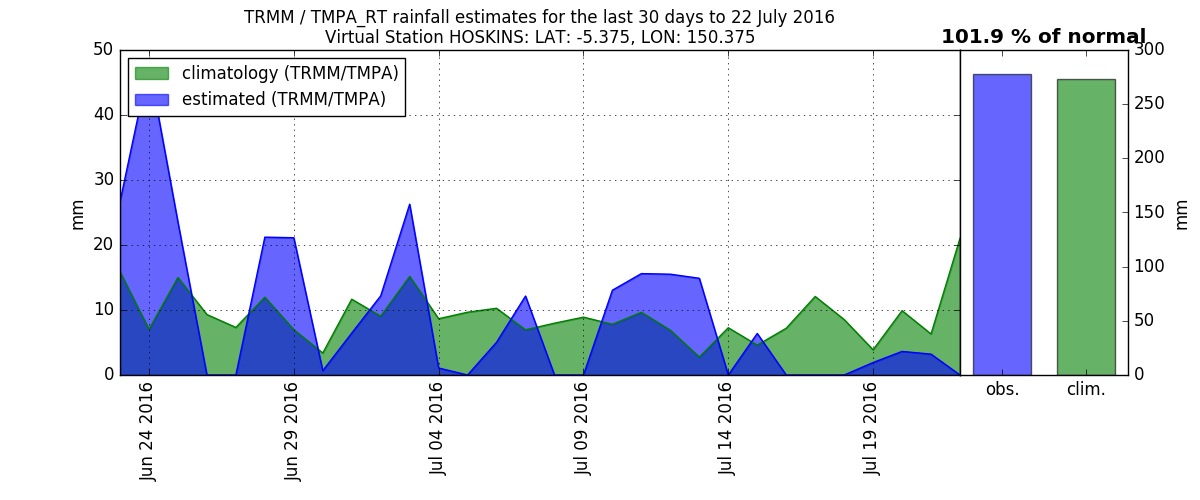 TRMM / TMPA_RT rainfall estimates for the last 30 days to 22 July 2016
Virtual Station HOSKINS: LAT: -5.375, LON: 150.375
101.9 % of normal
climatology (TRMM/TMPA)
estimated (TRMM/TMPA)
50
40
30
20
10
0
mm
Jun 24 2016
Jun 29 2016
Jul 04 2016
Jul 09 2016
Jul 14 2016
Jul 19 2016
obs.
clim.
300
250
200
150
100
50
0
mm